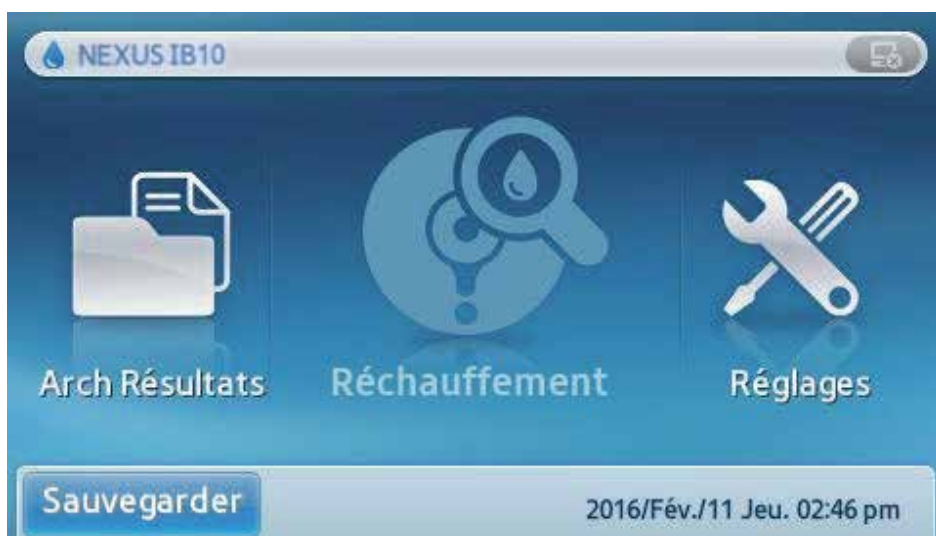 NEXUS IB10
Arch Résultats
Réchauffement
Réglages
Sauvegarder
2016/Fév./11 Jeu. 02:46 pm